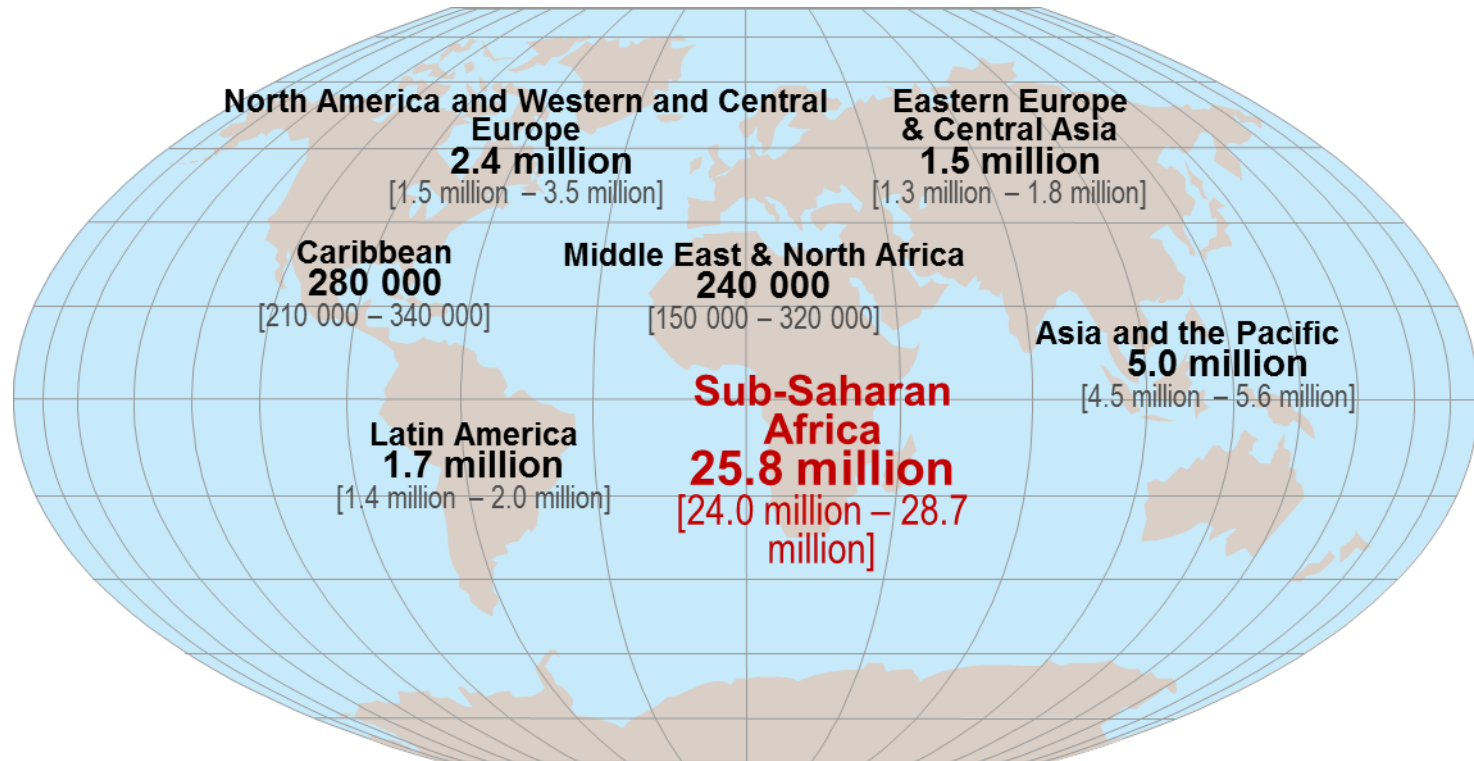 North America and Western and Central
Europe
2.4 million
[1.5 million – 3.5 million]
Eastern Europe
& Central Asia
1.5 million
[1.3 million – 1.8 million]
Caribbean
280 000
[210 000 – 340 000]
Middle East & North Africa
240 000
[150 000 – 320 000]
Asia and the Pacific
5.0 million
[4.5 million – 5.6 million]
Sub-Saharan
Africa
25.8 million
[24.0 million – 28.7
million]
Latin America
1.7 million
[1.4 million – 2.0 million]